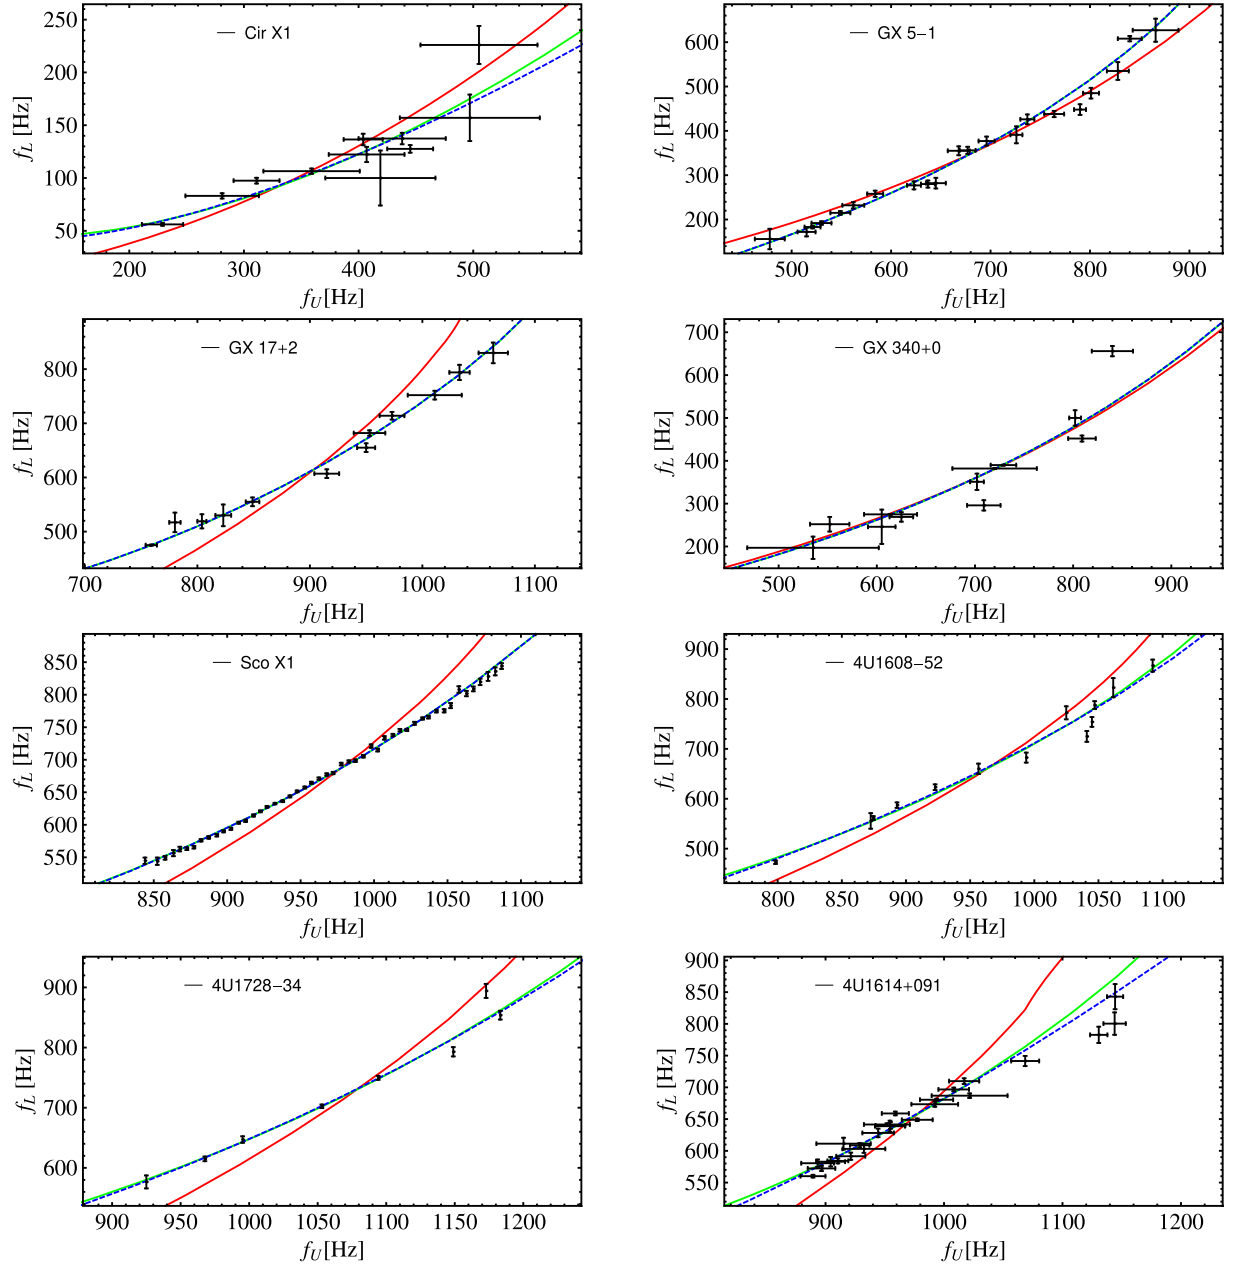 250
200
150
100
50
f_L [Hz]
— Cir X1
200 300 400 500
f_U[Hz]
600
500
400
300
200
f_L [Hz]
— GX 5−1
500 600 700 800 900
f_U[Hz]
800
700
600
500
f_L [Hz]
— GX 17+2
700 800 900 1000 1100
f_U[Hz]
700
600
500
400
300
200
f_L [Hz]
— GX 340+0
500 600 700 800 900
f_U[Hz]
850
800
750
700
650
600
550
f_L [Hz]
— Sco X1
850 900 950 1000 1050 1100
f_U[Hz]
900
800
700
600
500
f_L [Hz]
— 4U1608−52
800 850 900 950 1000 1050 1100
f_U[Hz]
900
800
700
600
f_L [Hz]
— 4U1728−34
900 950 1000 1050 1100 1150 1200
f_U[Hz]
900
850
800
750
700
650
600
550
f_L [Hz]
— 4U1614+091
900 1000 1100 1200
f_U[Hz]